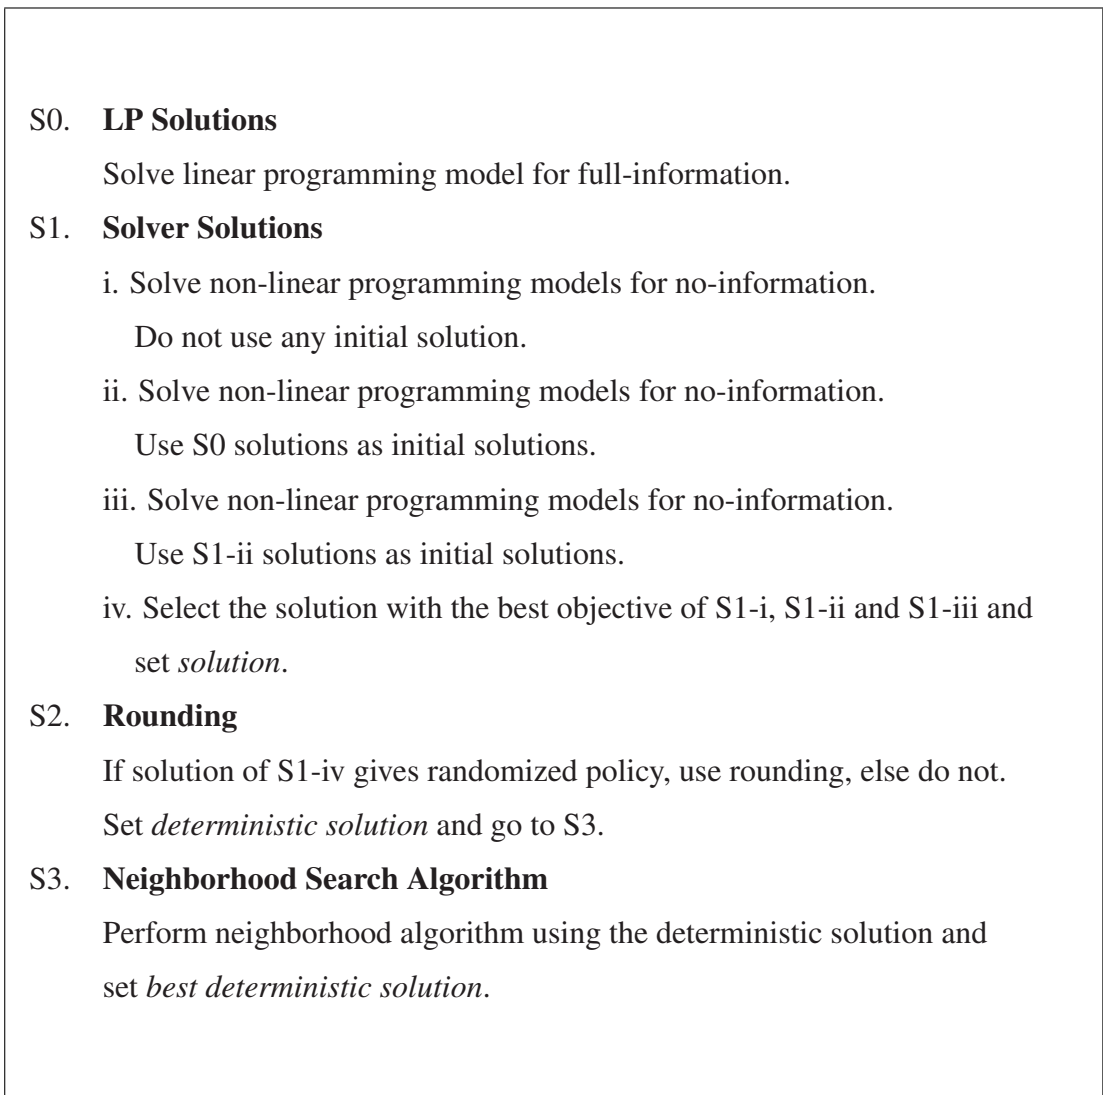 S0. LP Solutions
Solve linear programming model for full-information.
S1. Solver Solutions
i. Solve non-linear programming models for no-information.
Do not use any initial solution.
ii. Solve non-linear programming models for no-information.
Use S0 solutions as initial solutions.
iii. Solve non-linear programming models for no-information.
Use S1-ii solutions as initial solutions.
iv. Select the solution with the best objective of S1-i, S1-ii and S1-iii and
set solution.
S2. Rounding
If solution of S1-iv gives randomized policy, use rounding, else do not.
Set deterministic solution and go to S3.
S3. Neighborhood Search Algorithm
Perform neighborhood algorithm using the deterministic solution and
set best deterministic solution.